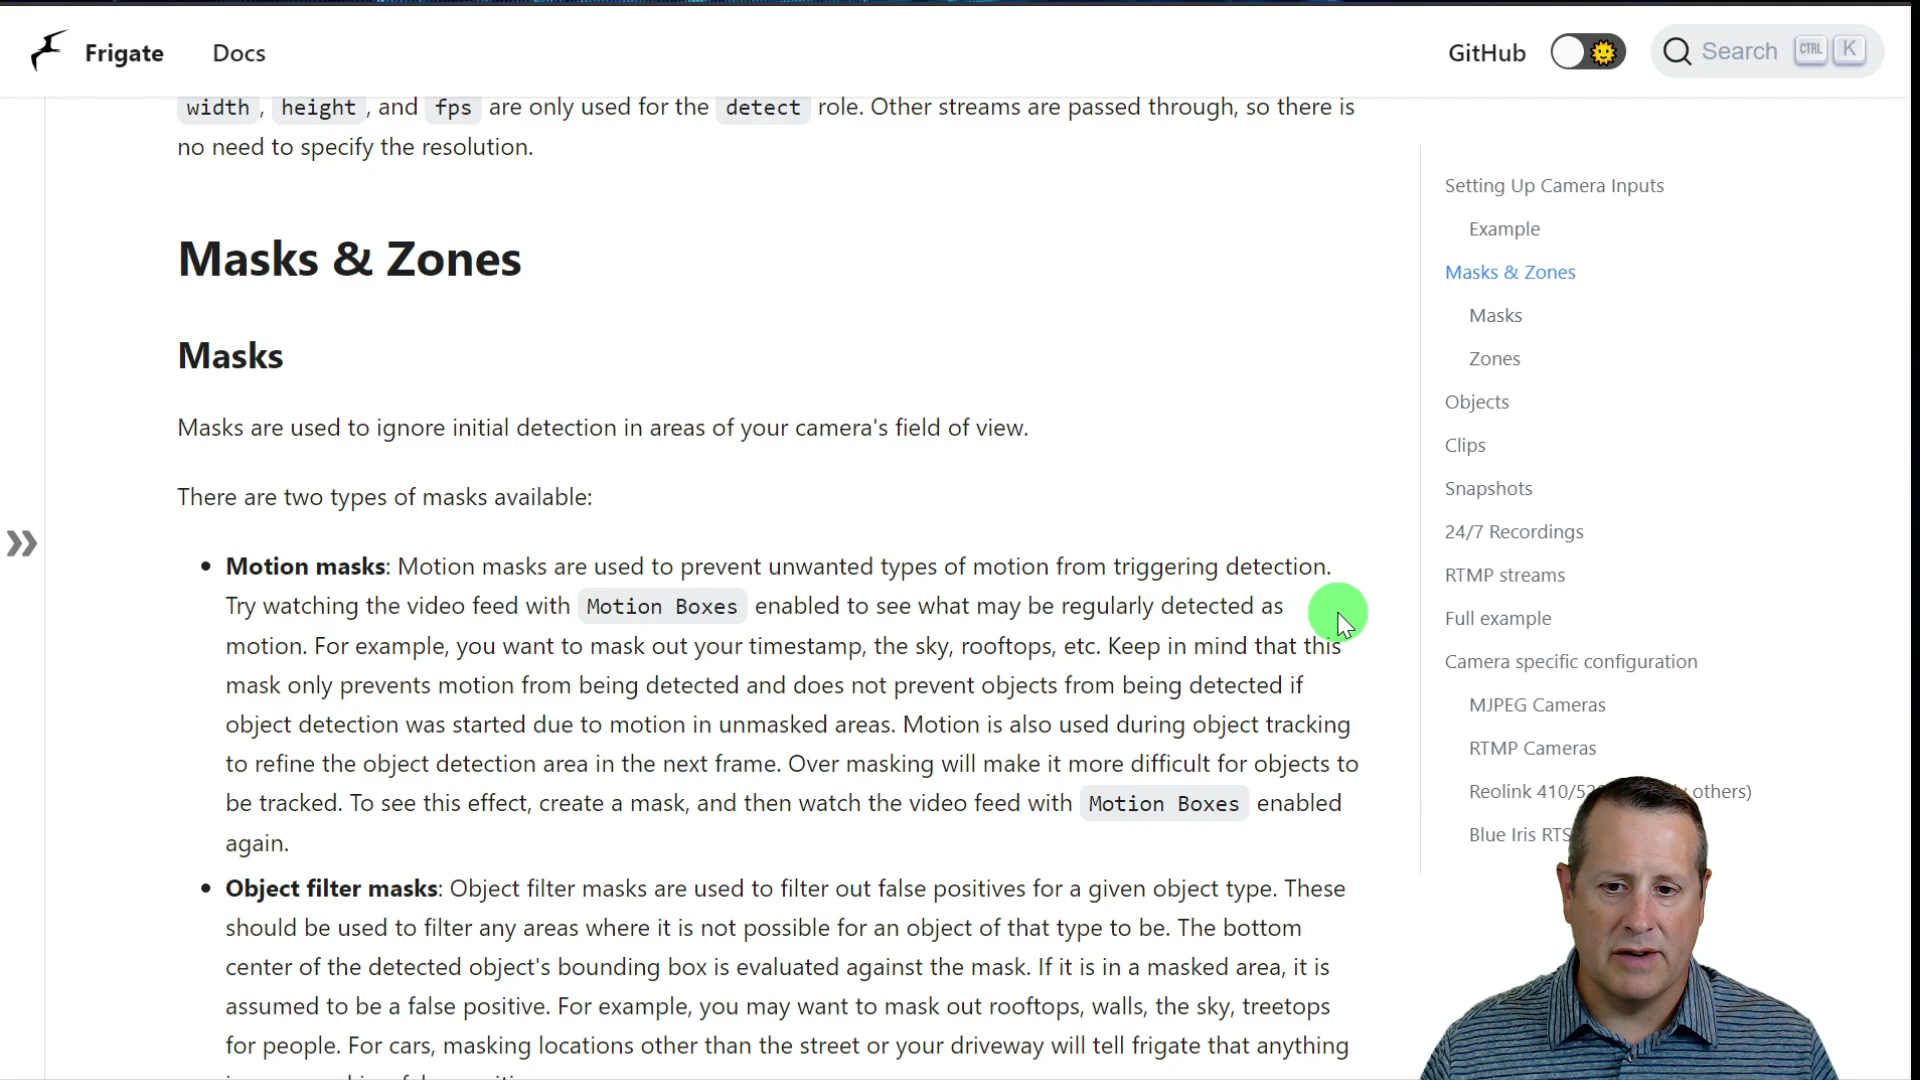 Frigate Docs GitHub Search CTRL K
width, height, and fps are only used for the detect role. Other streams are passed through, so there is
no need to specify the resolution.
Masks & Zones
Masks
Masks are used to ignore initial detection in areas of your camera's field of view.
There are two types of masks available:
Motion masks: Motion masks are used to prevent unwanted types of motion from triggering detection.
Try watching the video feed with Motion Boxes enabled to see what may be regularly detected as
motion. For example, you want to mask out your timestamp, the sky, rooftops, etc. Keep in mind that this
mask only prevents motion from being detected and does not prevent objects from being detected if
object detection was started due to motion in unmasked areas. Motion is also used during object tracking
to refine the object detection area in the next frame. Over masking will make it more difficult for objects to
be tracked. To see this effect, create a mask, and then watch the video feed with Motion Boxes enabled
again.
Object filter masks: Object filter masks are used to filter out false positives for a given object type. These
should be used to filter any areas where it is not possible for an object of that type to be. The bottom
center of the detected object's bounding box is evaluated against the mask. If it is in a masked area, it is
assumed to be a false positive. For example, you may want to mask out rooftops, walls, the sky, treetops
for people. For cars, masking locations other than the street or your driveway will tell frigate that anything
Setting Up Camera Inputs
Example
Masks & Zones
Masks
Zones
Objects
Clips
Snapshots
24/7 Recordings
RTMP streams
Full example
Camera specific configuration
MJPEG Cameras
RTMP Cameras
Reolink others)
Blue Iris